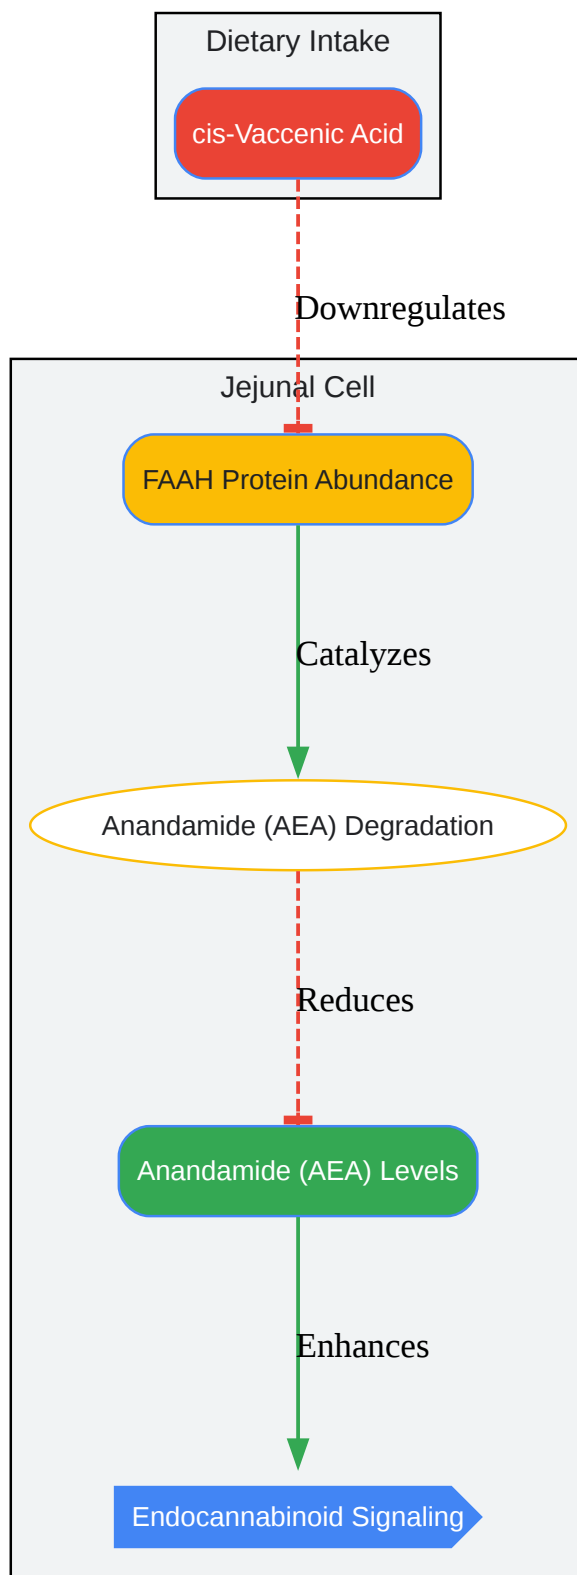 Dietary Intake
cis-Vaccenic Acid
Downregulates
Jejunal Cell
FAAH Protein Abundance
Catalyzes
Anandamide (AEA) Degradation
Reduces
Anandamide (AEA) Levels
Enhances
Endocannabinoid Signaling